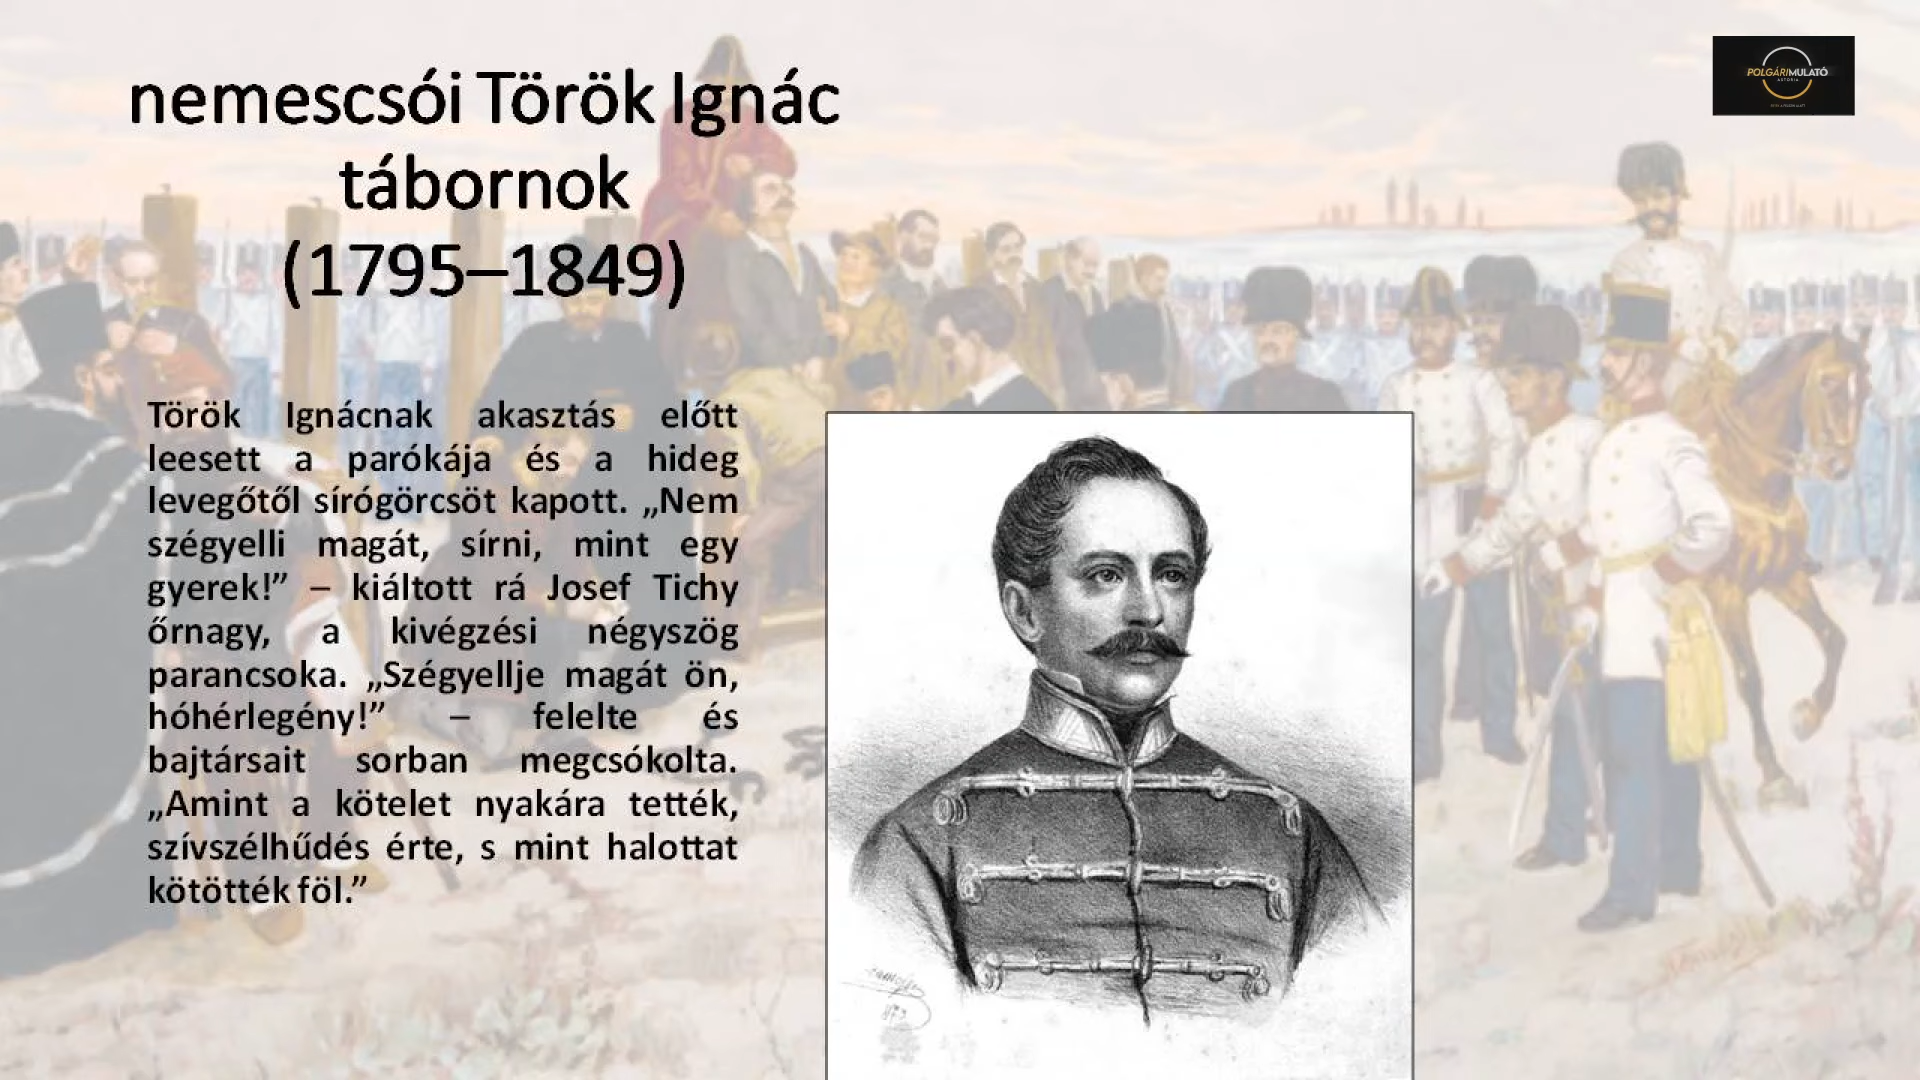 nemescsói Török Ignác
tábornok
(1795–1849)
POLGÁRIMULATÓ
ASTORIA
Török Ignácnak akasztás előtt
leesett a parókája és a hideg
levegőtől sírógörcsöt kapott. „Nem
szégyelli magát, sírni, mint egy
gyerek!” – kiáltott rá Josef Tichy
őrnagy, a kivégzési négyszög
parancsoka. „Szégyellje magát ön,
hóhérlegény!” – felelte és
bajtársait sorban megcsókolta.
„Amint a kötelet nyakára tették,
szívszélhűdés érte, s mint halottat
kötötték föl.”